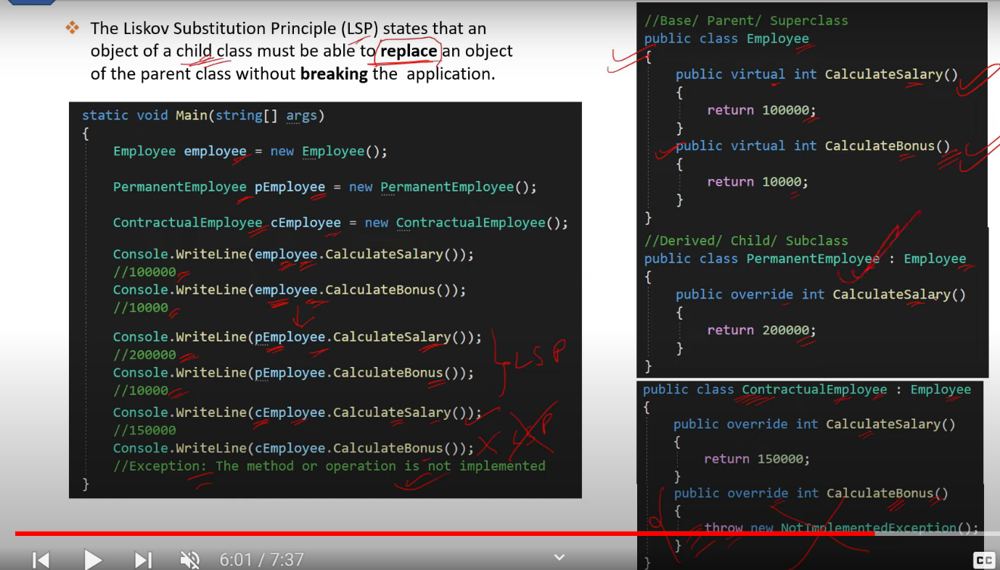 The Liskov Substitution Principle (LSP) states that an
object of a child class must be able to replace an object
of the parent class without breaking the  application.
static void Main(string[] args)
{
Employee employee = new Employee();
PermanentEmployee pEmployee = new PermanentEmployee();
ContractualEmployee cEmployee = new ContractualEmployee();
Console.WriteLine(employee.CalculateSalary());
//100000
Console.WriteLine(employee.CalculateBonus());
//10000
Console.WriteLine(pEmployee.CalculateSalary());
//200000
Console.WriteLine(pEmployee.CalculateBonus());
//10000
LSP
Console.WriteLine(cEmployee.CalculateSalary());
//150000
Console.WriteLine(cEmployee.CalculateBonus());
LSP
//Exception: The method or operation is not implemented
}
//Base/ Parent/ Superclass
public class Employee
{
public virtual int CalculateSalary()
{
return 100000;
}
public virtual int CalculateBonus()
{
return 10000;
}
}
//Derived/ Child/ Subclass
public class PermanentEmployee : Employee
{
public override int CalculateSalary()
{
return 200000;
}
}
public class ContractualEmployee : Employee
{
public override int CalculateSalary()
{
return 150000;
}
public override int CalculateBonus()
{
throw new NotImplementedException();
}
}
6:01 / 7:37
CC